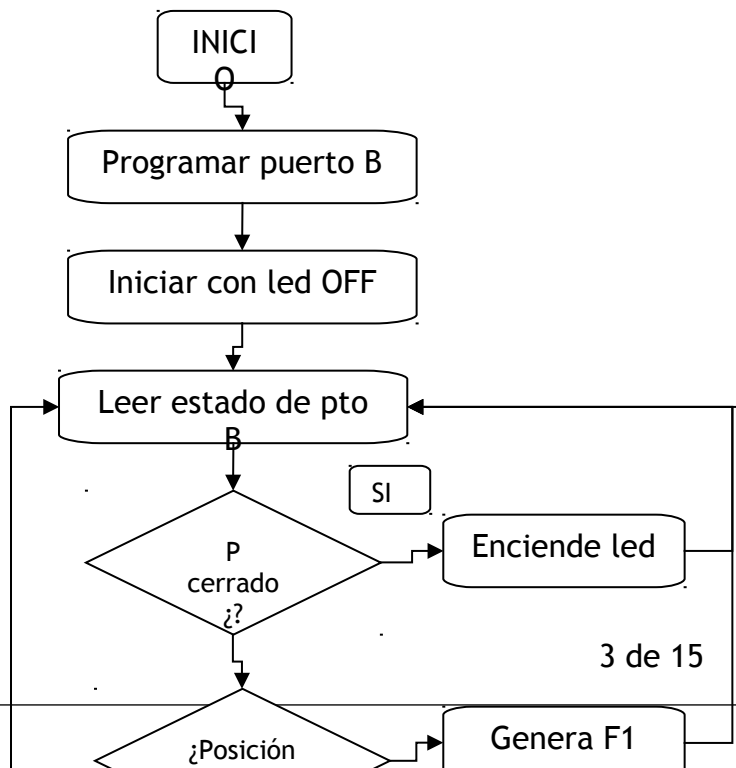 INICI
O
Programar puerto B
Iniciar con led OFF
Leer estado de pto
B
SI
P
cerrado
¿?
Enciende led
3 de 15
¿Posición
Genera F1